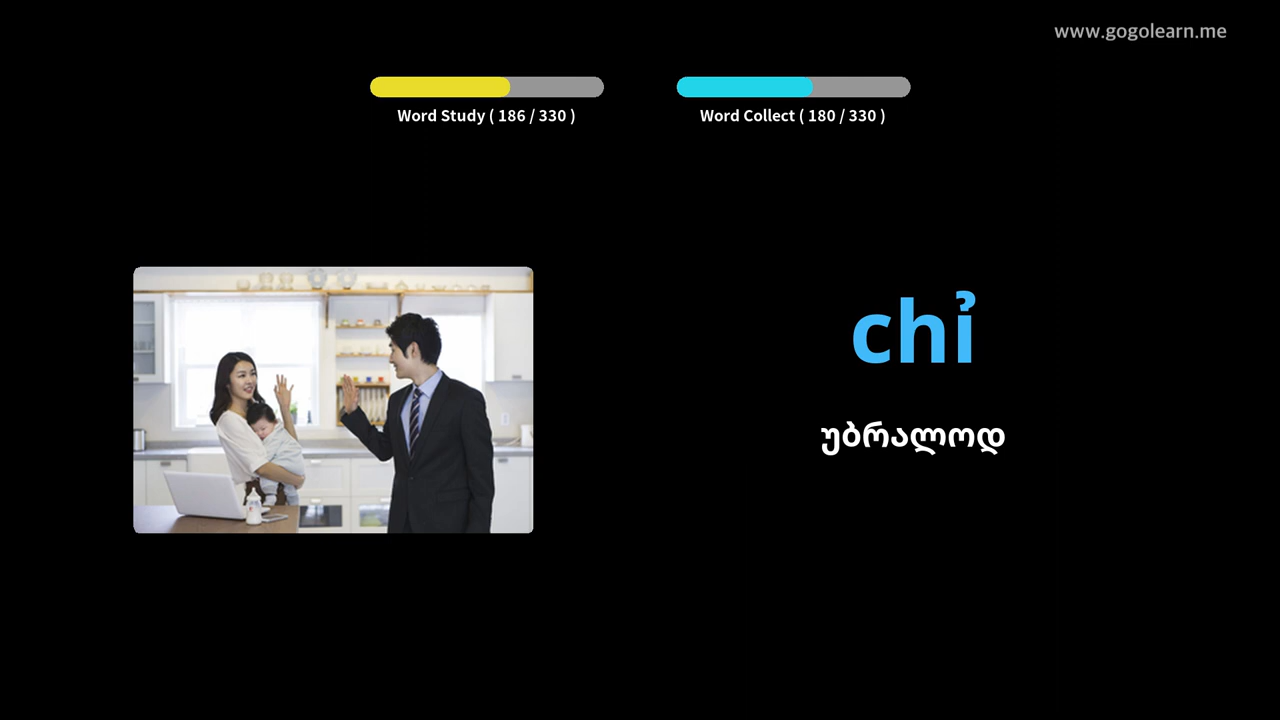 www.gogolearn.me
Word Study ( 186 / 330 )
Word Collect ( 180 / 330 )
chỉ
უბრალოდ